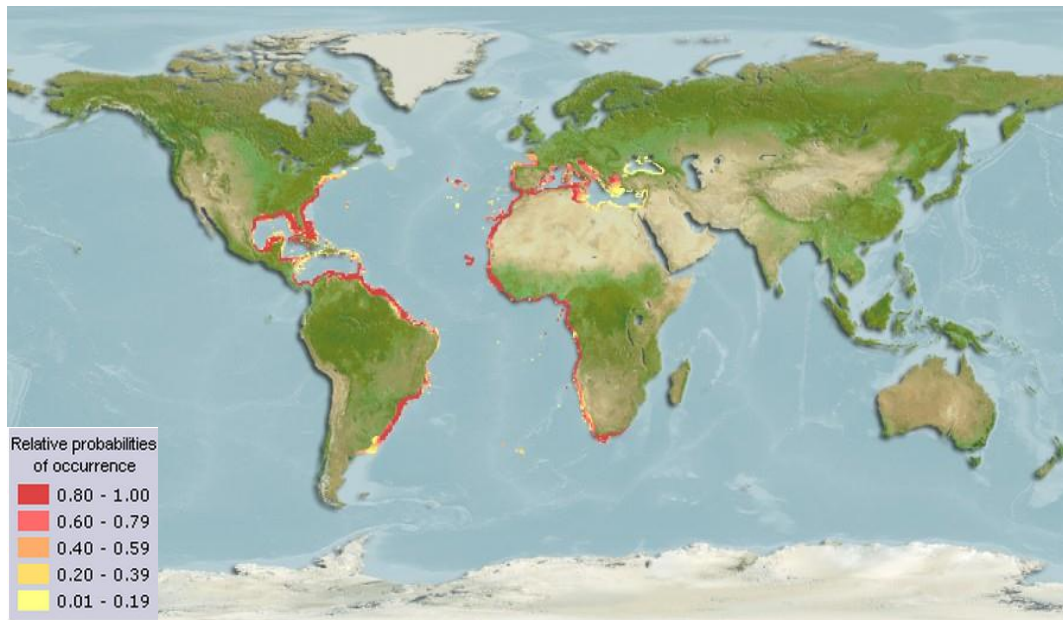 Relative probabilities
of occurrence
0.80 - 1.00
0.60 - 0.79
0.40 - 0.59
0.20 - 0.39
0.01 - 0.19